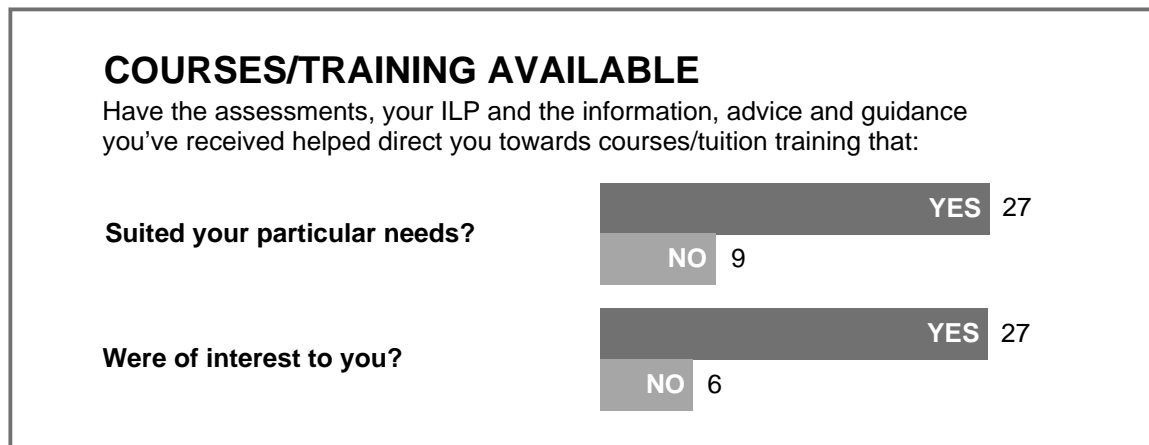 COURSES/TRAINING AVAILABLE
Have the assessments, your ILP and the information, advice and guidance
you've received helped direct you towards courses/tuition training that:
Suited your particular needs?
YES 27
NO 9
Were of interest to you?
YES 27
NO 6